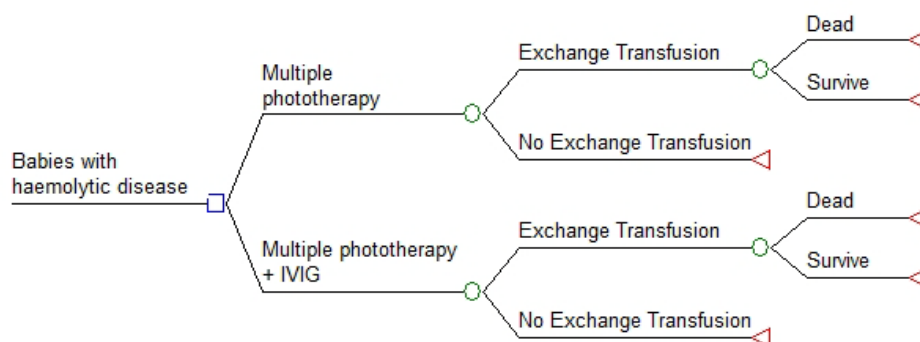 Dead
Exchange Transfusion
Multiple
phototherapy
Survive
No Exchange Transfusion
Babies with
haemolytic disease
Dead
Exchange Transfusion
Multiple phototherapy
+ IVIG
Survive
No Exchange Transfusion